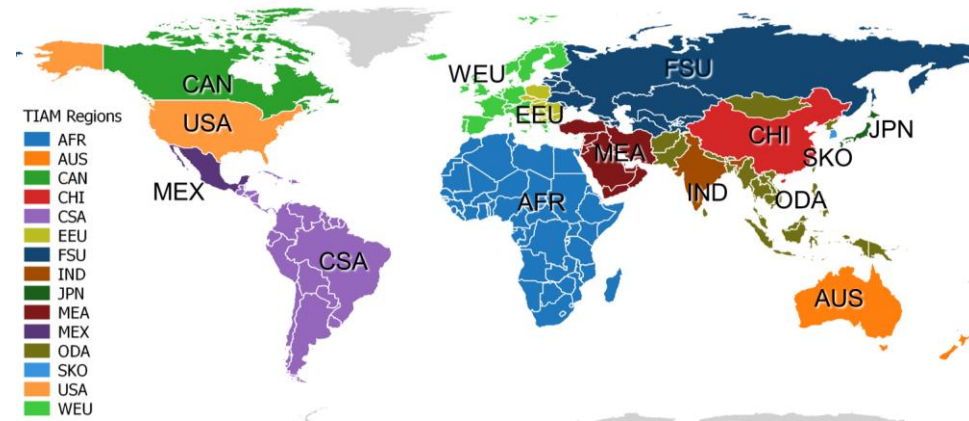 CAN
WEU
FSU
USA
EEU
CHI
JPN
MEA
SKO
MEX
AFR
IND
ODA
CSA
AUS
TIAM Regions
AFR
AUS
CAN
CHI
CSA
EEU
FSU
IND
JPN
MEA
MEX
ODA
SKO
USA
WEU